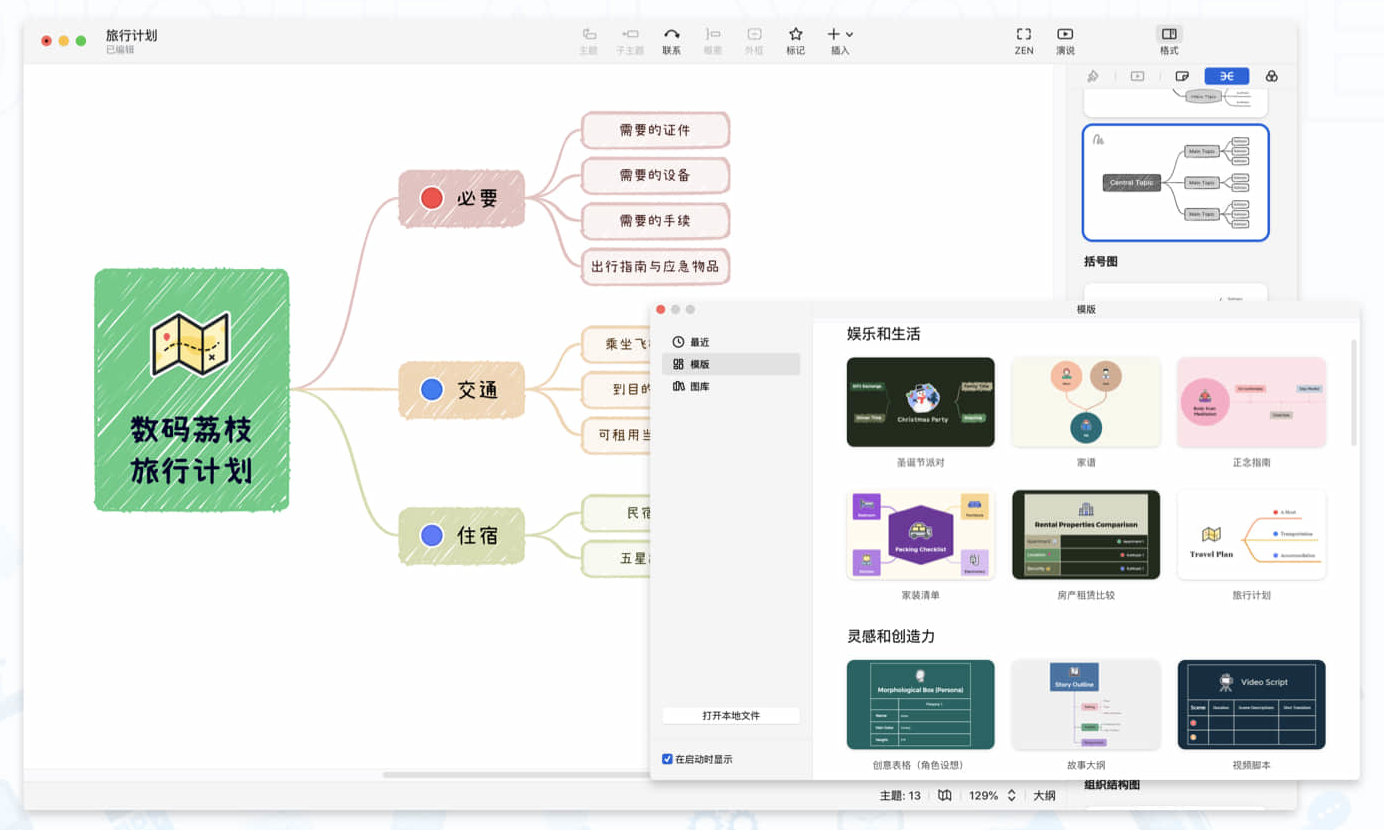 旅行计划
已编辑
主题
子主题
联系
概要
外框
标记
插入
ZEN
演说
格式
需要的证件
需要的设备
需要的手续
出行指南与应急物品
必要
数码荔枝
旅行计划
交通
乘坐飞
到目的
可租用当
住宿
民宿
五星
Central Topic
Main Topic
Main Topic
Main Topic
括号图
组织结构图
模版
最近
模版
图库
打开本地文件
在启动时显示
娱乐和生活
Christmas Party
圣诞节派对
家谱
正念指南
Packing Checklist
家装清单
Rental Properties Comparison
房产租赁比较
Travel Plan
A Must
Transportation
Accommodation
旅行计划
灵感和创造力
Morphological Box (Persona)
创意表格（角色设想）
Story Outline
故事大纲
Video Script
Scene
视频脚本
主题: 13
129%
大纲